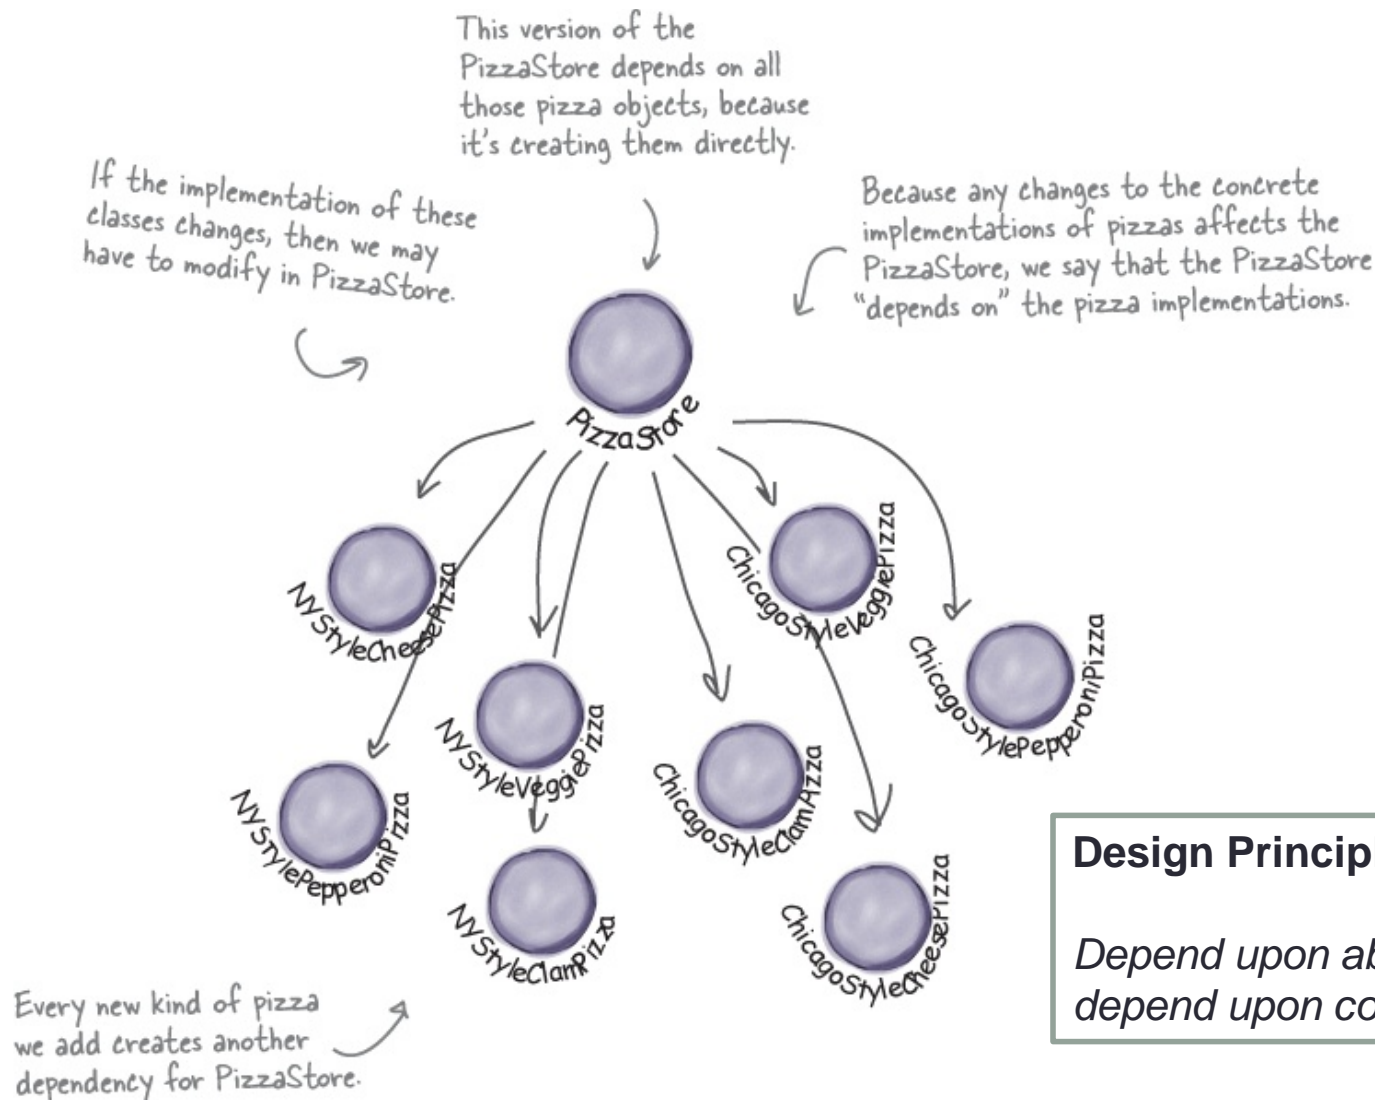 This version of the
PizzaStore depends on all
those pizza objects, because
it's creating them directly.
If the implementation of these
classes changes, then we may
have to modify in PizzaStore.
Because any changes to the concrete
implementations of pizzas affects the
PizzaStore, we say that the PizzaStore
“depends on” the pizza implementations.
PizzaStore
NYStyleCheesePizza
ChicagoStyleVeggiePizza
ChicagoStylePepperoniPizza
NYStyleVeggiePizza
ChicagoStyleClamPizza
NYStylePepperoniPizza
NYStyleClamPizza
ChicagoStyleCheesePizza
Every new kind of pizza
we add creates another
dependency for PizzaStore.
Design Princip
Depend upon ab
depend upon co